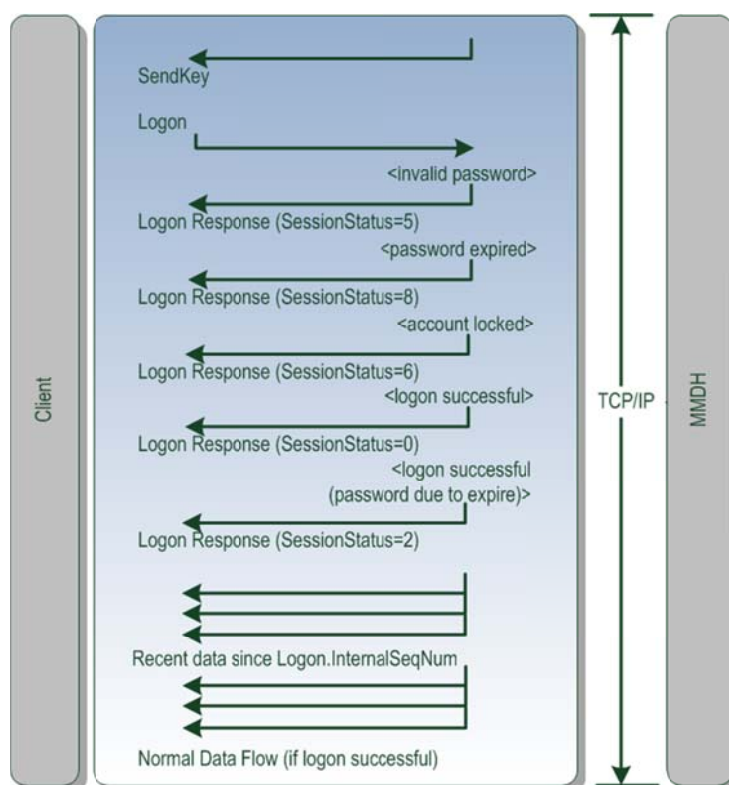 SendKey
Logon
<invalid password>
Logon Response (SessionStatus=5)
<password expired>
Logon Response (SessionStatus=8)
<account locked>
Logon Response (SessionStatus=6)
<logon successful>
Logon Response (SessionStatus=0)
<logon successful
(password due to expire)>
Logon Response (SessionStatus=2)
Recent data since Logon.InternalSeqNum
Normal Data Flow (if logon successful)
Client
TCP/IP
MMDH